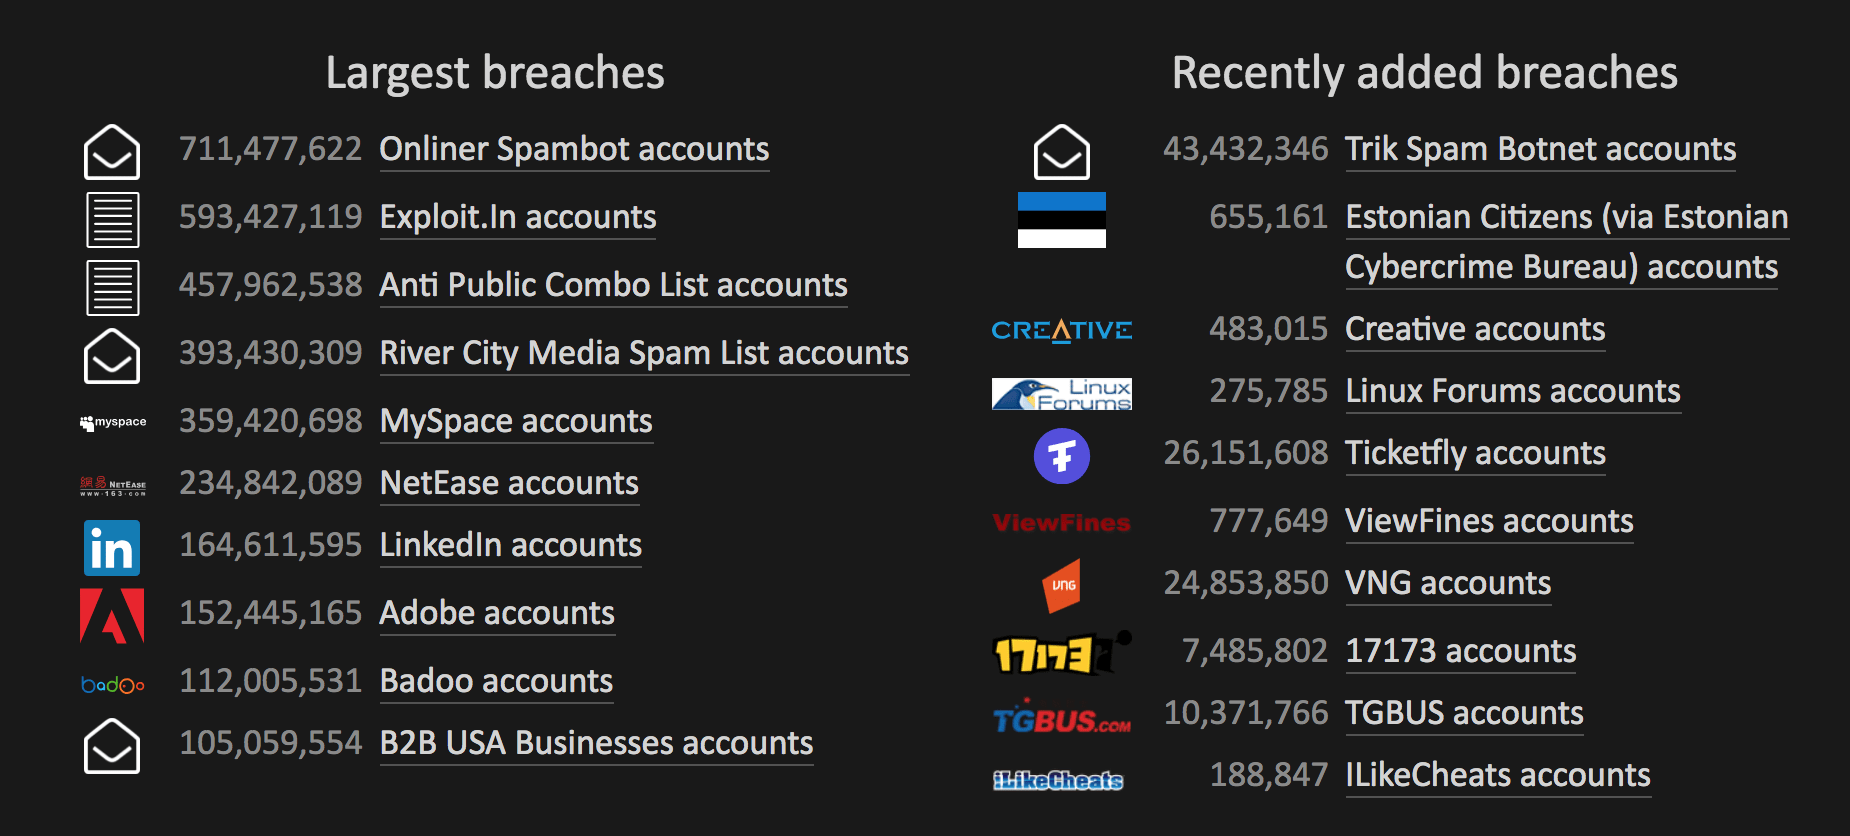 Largest breaches
711,477,622 Onliner Spambot accounts
593,427,119 Exploit.In accounts
457,962,538 Anti Public Combo List accounts
393,430,309 River City Media Spam List accounts
myspace 359,420,698 MySpace accounts
網易 NETEASE
www.163.com
234,842,089 NetEase accounts
in 164,611,595 LinkedIn accounts
152,445,165 Adobe accounts
badoo 112,005,531 Badoo accounts
105,059,554 B2B USA Businesses accounts
Recently added breaches
43,432,346 Trik Spam Botnet accounts
655,161 Estonian Citizens (via Estonian
Cybercrime Bureau) accounts
CREATIVE 483,015 Creative accounts
Linux
Forums
275,785 Linux Forums accounts
26,151,608 Ticketfly accounts
ViewFines 777,649 ViewFines accounts
VNG 24,853,850 VNG accounts
17173 7,485,802 17173 accounts
TGBUS.COM 10,371,766 TGBUS accounts
iLikeCheats 188,847 ILikeCheats accounts